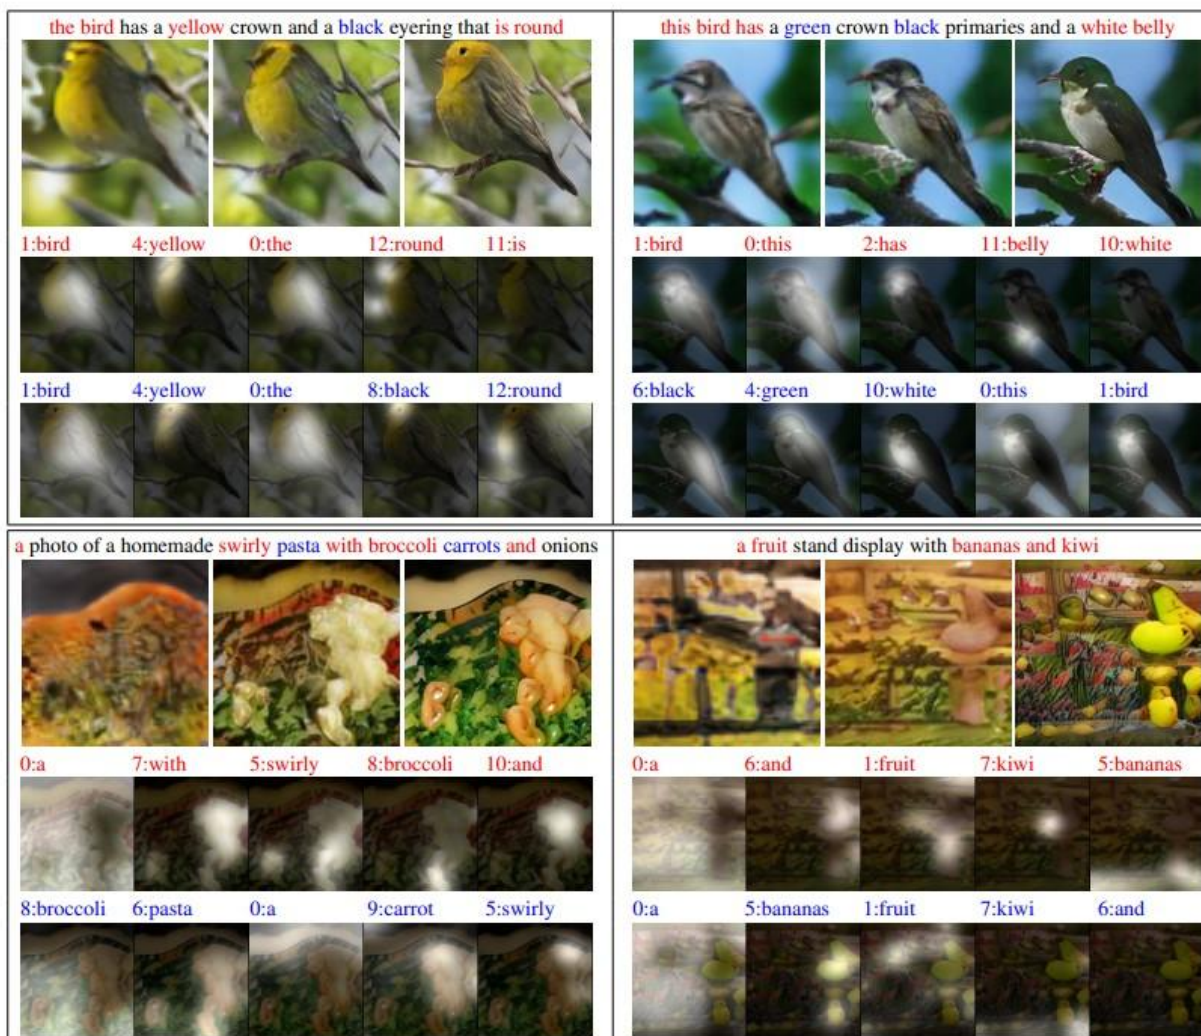 the bird has a yellow crown and a black eyering that is round
1:bird 4:yellow 0:the 12:round 11:is
1:bird 4:yellow 0:the 8:black 12:round
this bird has a green crown black primaries and a white belly
1:bird 0:this 2:has 11:belly 10:white
6:black 4:green 10:white 0:this 1:bird
a photo of a homemade swirly pasta with broccoli carrots and onions
0:a 7:with 5:swirly 8:broccoli 10:and
8:broccoli 6:pasta 0:a 9:carrot 5:swirly
a fruit stand display with bananas and kiwi
0:a 6:and 1:fruit 7:kiwi 5:bananas
0:a 5:bananas 1:fruit 7:kiwi 6:and